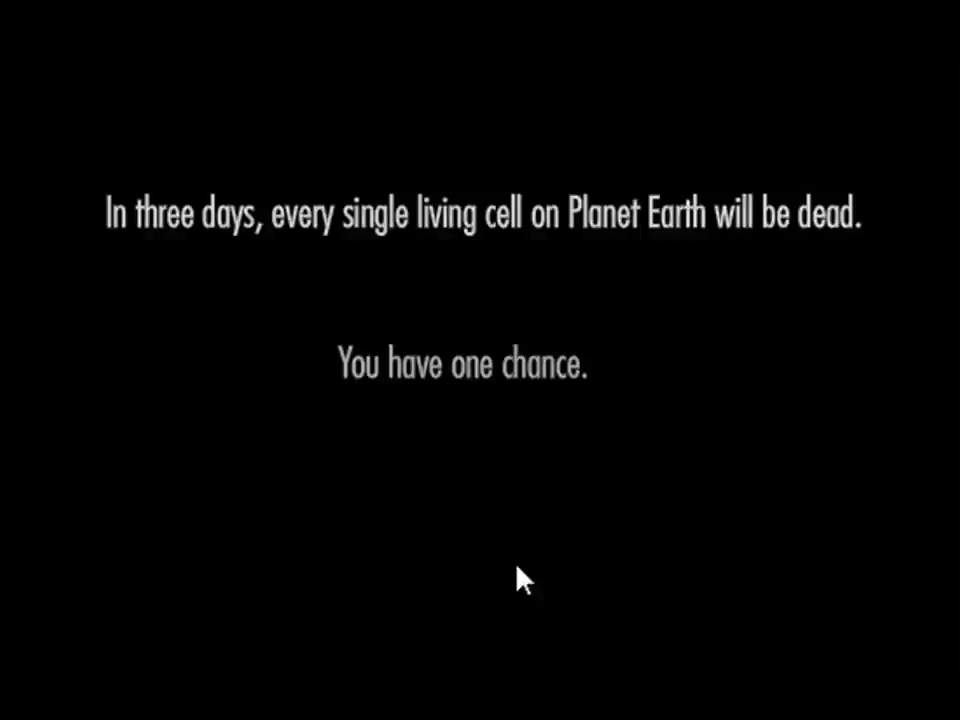 In three days, every single living cell on Planet Earth will be dead.
You have one chance.